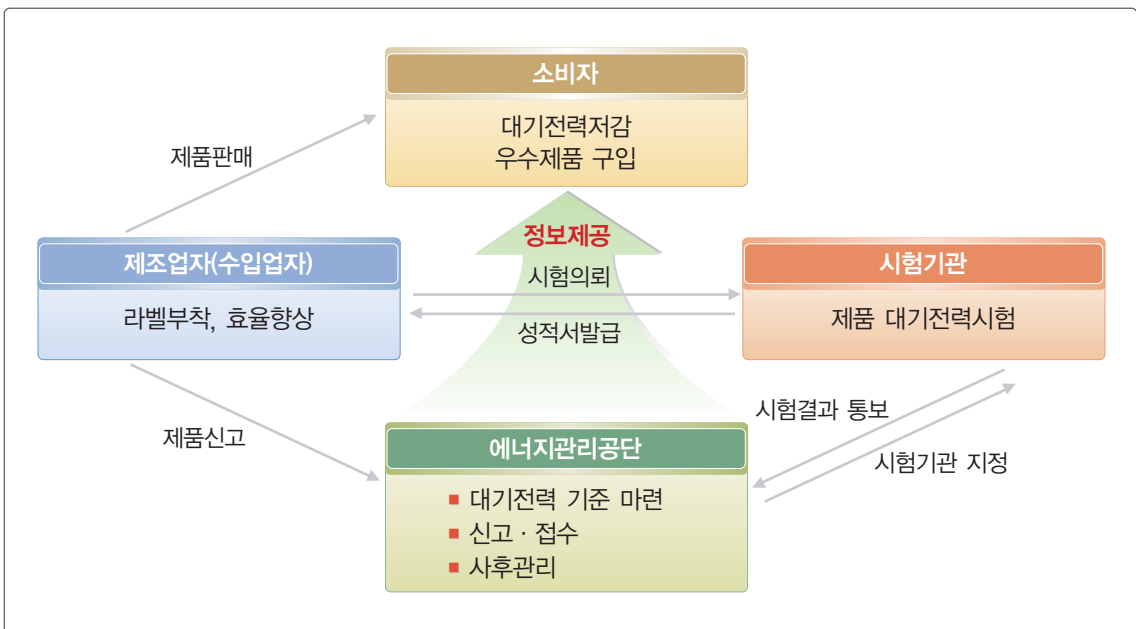 소비자
대기전력저감
우수제품 구입
제품판매
정보제공
제조업자(수입업자)
라벨부착, 효율향상
시험의뢰
성적서발급
시험기관
제품 대기전력시험
제품신고
시험결과 통보
시험기관 지정
에너지관리공단
■ 대기전력 기준 마련
■ 신고 · 접수
■ 사후관리